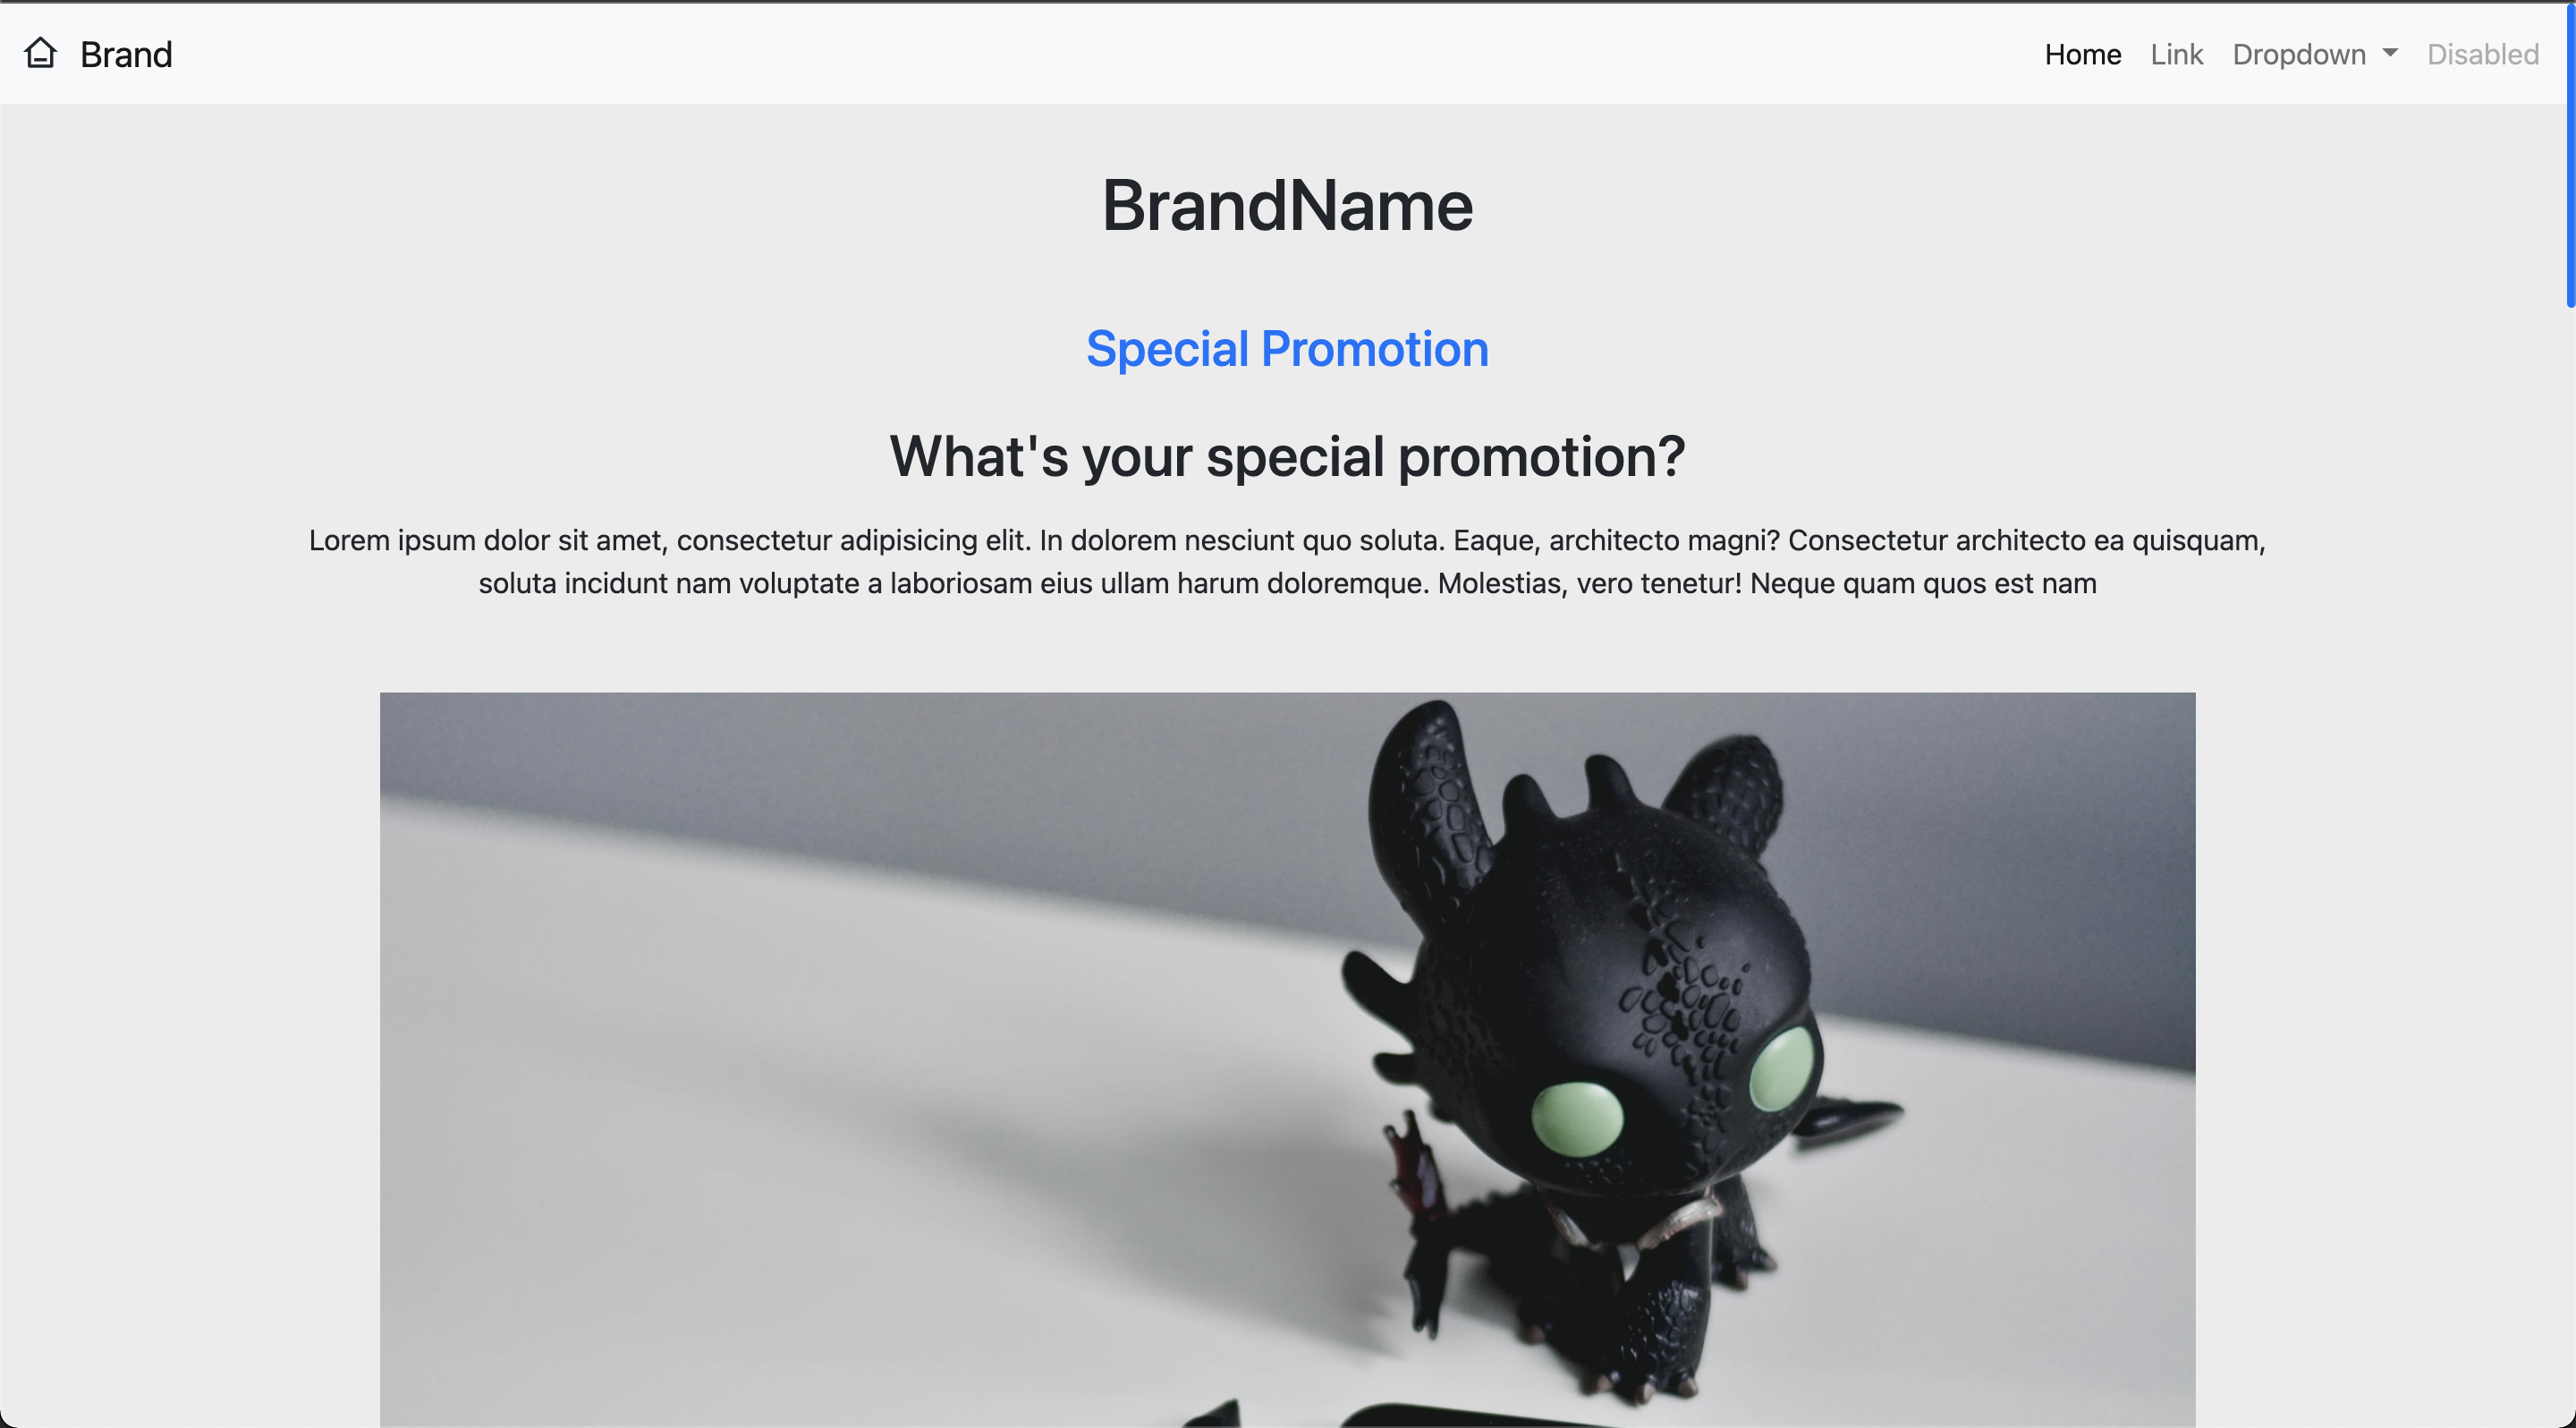 Brand
Home Link Dropdown Disabled
BrandName
Special Promotion
What's your special promotion?
Lorem ipsum dolor sit amet, consectetur adipisicing elit. In dolorem nesciunt quo soluta. Eaque, architecto magni? Consectetur architecto ea quisquam,
soluta incidunt nam voluptate a laboriosam eius ullam harum doloremque. Molestias, vero tenetur! Neque quam quos est nam